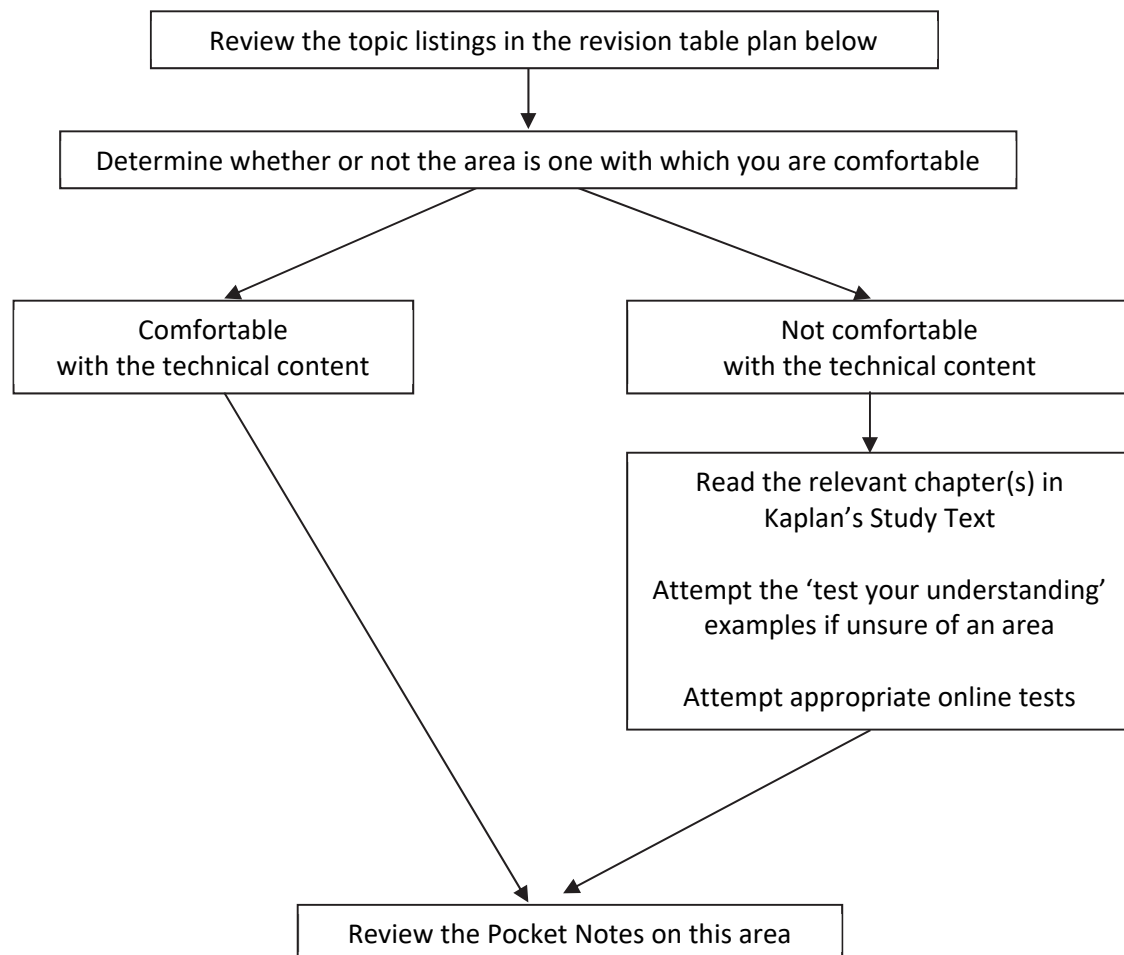 Review the topic listings in the revision table plan below
Determine whether or not the area is one with which you are comfortable
Comfortable
with the technical content
Not comfortable
with the technical content
Read the relevant chapter(s) in
Kaplan’s Study Text
Attempt the ‘test your understanding’
examples if unsure of an area
Attempt appropriate online tests
Review the Pocket Notes on this area